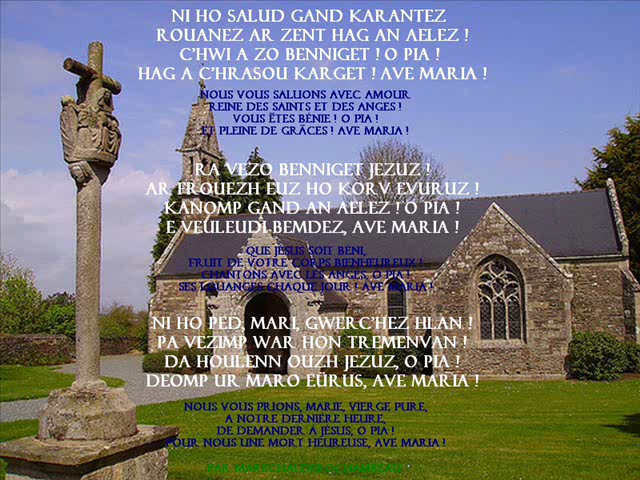 NI HO SALUD GAND KARANTEZ
ROUANEZ AR ZENT HAG AN AELEZ !
C'HWI A ZO BENNIGET ! O PIA !
HAG A C'HRASOU KARGET ! AVE MARIA !
NOUS VOUS SALUONS AVEC AMOUR
REINE DES SAINTS ET DES ANGES !
VOUS ÊTES BÉNIE ! O PIA !
ET PLEINE DE GRÂCES ! AVE MARIA !
RA VEZO BENNIGET JEZUZ !
AR FROUEZH EUZ HO KORV EVURUZ !
KANOMP GAND AN AELEZ ! O PIA !
E VEULEUDI BEMDEZ, AVE MARIA !
QUE JÉSUS SOIT BÉNI,
FRUIT DE VOTRE CORPS BIENHEUREUX !
CHANTONS AVEC LES ANGES, O PIA !
SES LOUANGES CHAQUE JOUR ! AVE MARIA !
NI HO PED, MARI, GWERC'HEZ HLAN !
PA VEZIMP WAR HON TREMENVAN !
DA HOULENN OUZH JEZUZ, O PIA !
DEOMP UR MARO EÜRUS, AVE MARIA !
NOUS VOUS PRIONS, MARIE, VIERGE PURE,
A NOTRE DERNIÈRE HEURE,
DE DEMANDER À JÉSUS, O PIA !
POUR NOUS UNE MORT HEUREUSE, AVE MARIA !